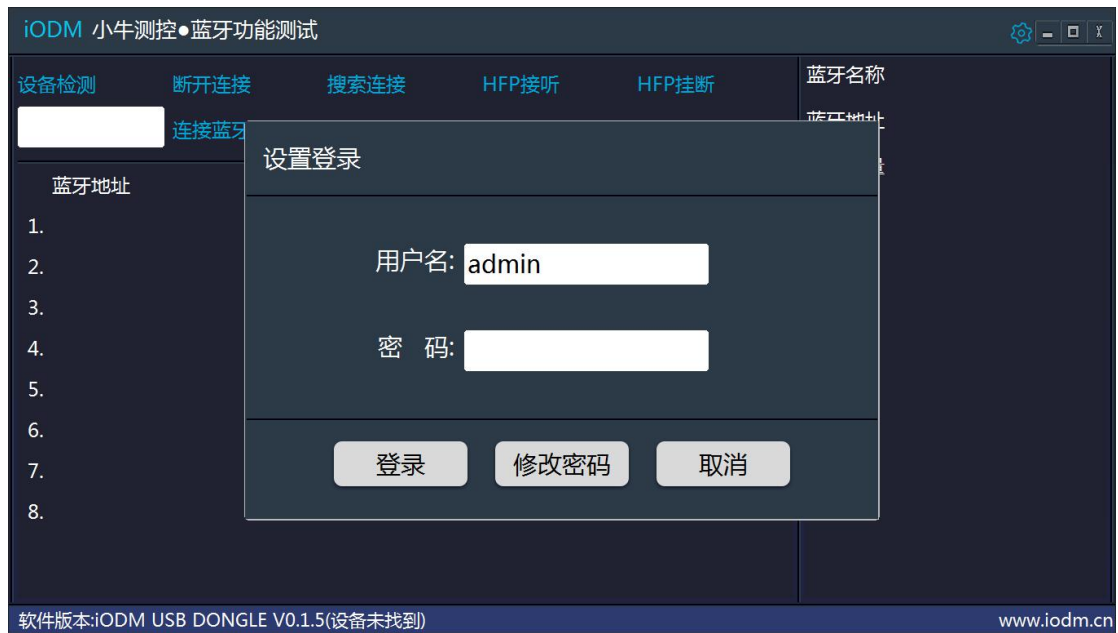 iODM 小牛测控●蓝牙功能测试
设备检测 断开连接 搜索连接 HFP接听 HFP挂断
连接蓝牙
蓝牙地址
1.
2.
3.
4.
5.
6.
7.
8.
蓝牙名称
蓝牙地址
设置登录
用户名: admin
密 码:
登录 修改密码 取消
软件版本:iODM USB DONGLE V0.1.5(设备未找到) www.iodm.cn